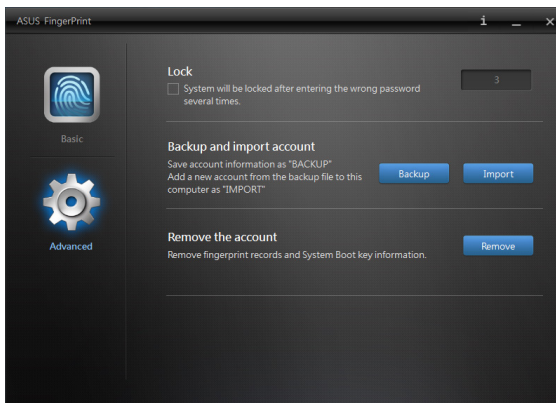 ASUS FingerPrint
i
Lock
System will be locked after entering the wrong password
several times.
3
Basic
Backup and import account
Save account information as "BACKUP"
Add a new account from the backup file to this
computer as "IMPORT"
Backup
Import
Advanced
Remove the account
Remove fingerprint records and System Boot key information.
Remove